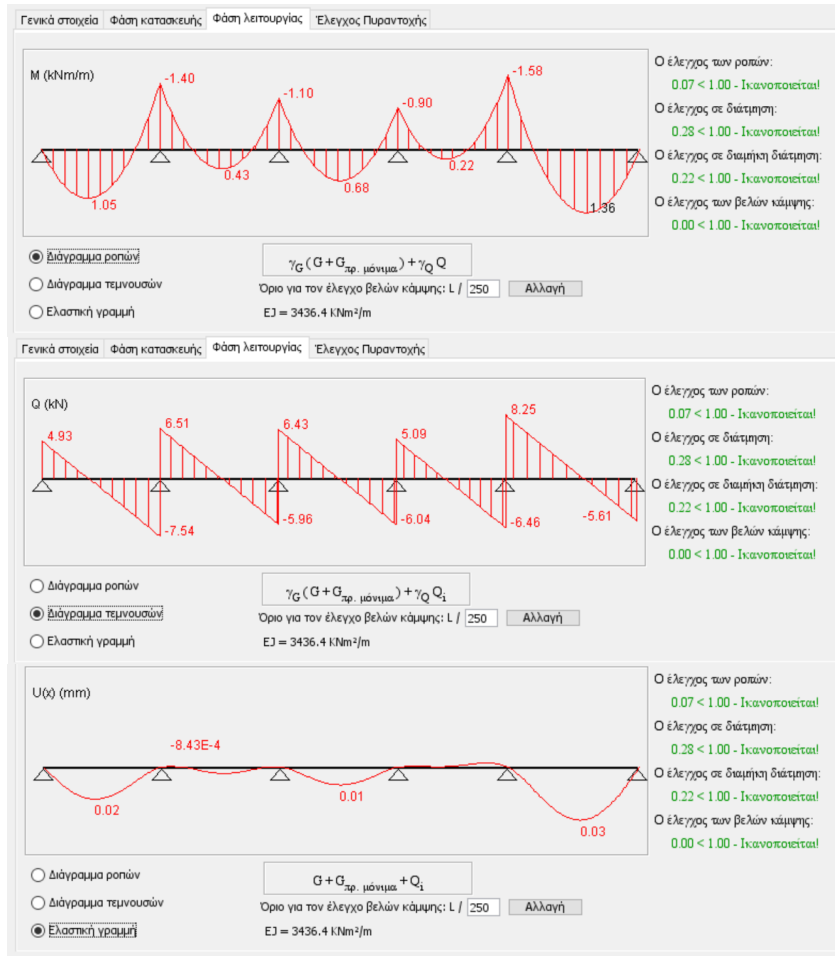 Γενικά στοιχεία Φάση κατασκευής Φάση λειτουργίας Έλεγχος Πυραντοχής
M (kNm/m)
-1.40
-1.10
-0.90
-1.58
1.05
0.43
0.68
0.22
1.36
Ο έλεγχος των ροπών:
0.07 < 1.00 - Ικανοποιείται!
Ο έλεγχος σε διάτμηση:
0.28 < 1.00 - Ικανοποιείται!
Ο έλεγχος σε διαμήκη διάτμηση:
0.22 < 1.00 - Ικανοποιείται!
Ο έλεγχος των βελών κάμψης:
0.00 < 1.00 - Ικανοποιείται!
Διάγραμμα ροπών
Διάγραμμα τεμνουσών
Ελαστική γραμμή
γG(G+Gπρ. μόνιμα)+γQ Q
Όριο για τον έλεγχο βελών κάμψης: L / 250 Αλλαγή
EJ = 3436.4 KNm²/m
Γενικά στοιχεία Φάση κατασκευής Φάση λειτουργίας Έλεγχος Πυραντοχής
Q (kN)
4.93
6.51
6.43
5.09
8.25
-7.54
-5.96
-6.04
-6.46
-5.61
Ο έλεγχος των ροπών:
0.07 < 1.00 - Ικανοποιείται!
Ο έλεγχος σε διάτμηση:
0.28 < 1.00 - Ικανοποιείται!
Ο έλεγχος σε διαμήκη διάτμηση:
0.22 < 1.00 - Ικανοποιείται!
Ο έλεγχος των βελών κάμψης:
0.00 < 1.00 - Ικανοποιείται!
Διάγραμμα ροπών
Διάγραμμα τεμνουσών
Ελαστική γραμμή
γG(G+Gπρ. μόνιμα)+γQ Qi
Όριο για τον έλεγχο βελών κάμψης: L / 250 Αλλαγή
EJ = 3436.4 KNm²/m
U(x) (mm)
-8.43E-4
0.02
0.01
0.03
Ο έλεγχος των ροπών:
0.07 < 1.00 - Ικανοποιείται!
Ο έλεγχος σε διάτμηση:
0.28 < 1.00 - Ικανοποιείται!
Ο έλεγχος σε διαμήκη διάτμηση:
0.22 < 1.00 - Ικανοποιείται!
Ο έλεγχος των βελών κάμψης:
0.00 < 1.00 - Ικανοποιείται!
Διάγραμμα ροπών
Διάγραμμα τεμνουσών
Ελαστική γραμμή
G+Gπρ. μόνιμα+Qi
Όριο για τον έλεγχο βελών κάμψης: L / 250 Αλλαγή
EJ = 3436.4 KNm²/m